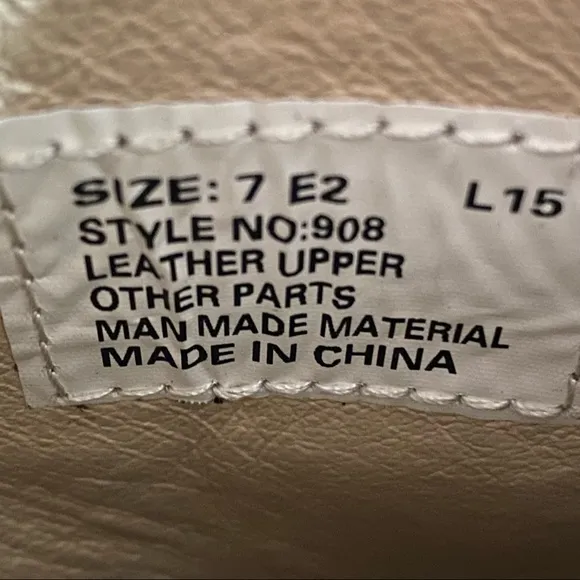 SIZE: 7 E2 L15
STYLE NO:908
LEATHER UPPER
OTHER PARTS
MAN MADE MATERIAL
MADE IN CHINA